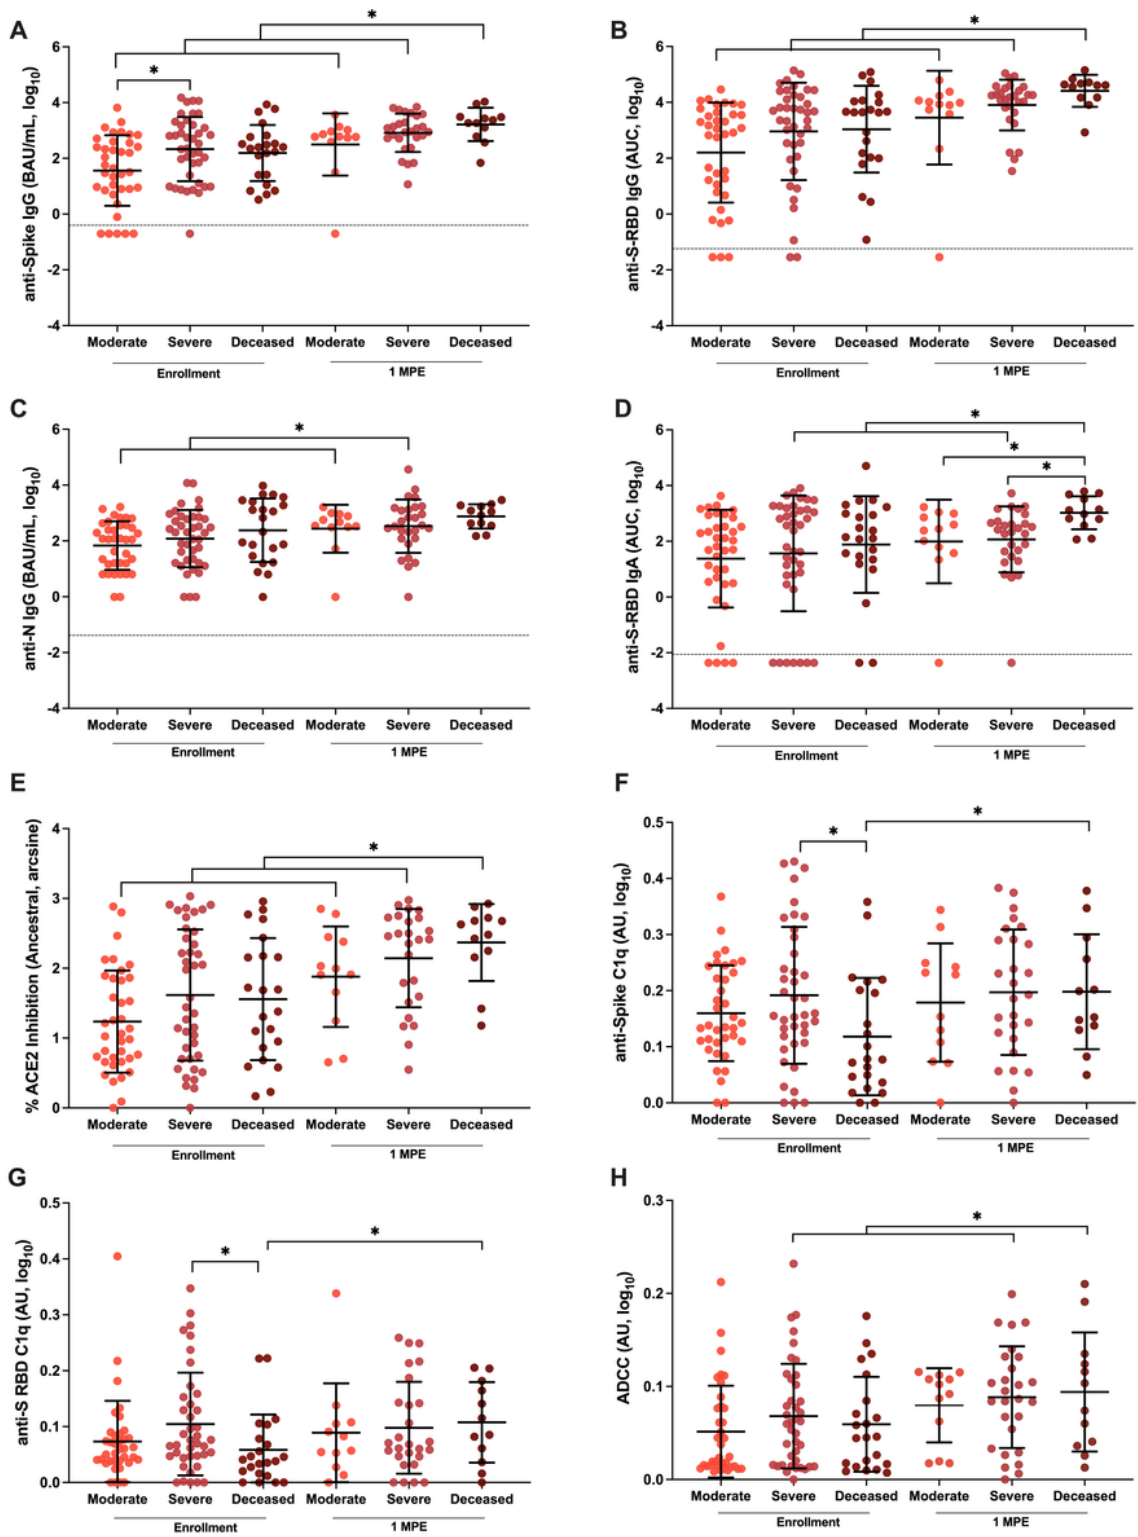 A
anti-Spike IgG (BAU/mL, log10)
6
4
2
0
-2
-4
*
*
Moderate Severe Deceased Moderate Severe Deceased
Enrollment 1 MPE
B
anti-S-RBD IgG (AUC, log10)
6
4
2
0
-2
-4
*
Moderate Severe Deceased Moderate Severe Deceased
Enrollment 1 MPE
C
anti-N IgG (BAU/mL, log10)
6
4
2
0
-2
-4
*
Moderate Severe Deceased Moderate Severe Deceased
Enrollment 1 MPE
D
anti-S-RBD IgA (AUC, log10)
6
4
2
0
-2
-4
*
*
*
Moderate Severe Deceased Moderate Severe Deceased
Enrollment 1 MPE
E
% ACE2 Inhibition (Ancestral, arcsine)
4
3
2
1
0
*
Moderate Severe Deceased Moderate Severe Deceased
Enrollment 1 MPE
F
anti-Spike C1q (AU, log10)
0.5
0.4
0.3
0.2
0.1
0.0
*
*
Moderate Severe Deceased Moderate Severe Deceased
Enrollment 1 MPE
G
anti-S RBD C1q (AU, log10)
0.5
0.4
0.3
0.2
0.1
0.0
*
*
Moderate Severe Deceased Moderate Severe Deceased
Enrollment 1 MPE
H
ADCC (AU, log10)
0.3
0.2
0.1
0.0
*
Moderate Severe Deceased Moderate Severe Deceased
Enrollment 1 MPE